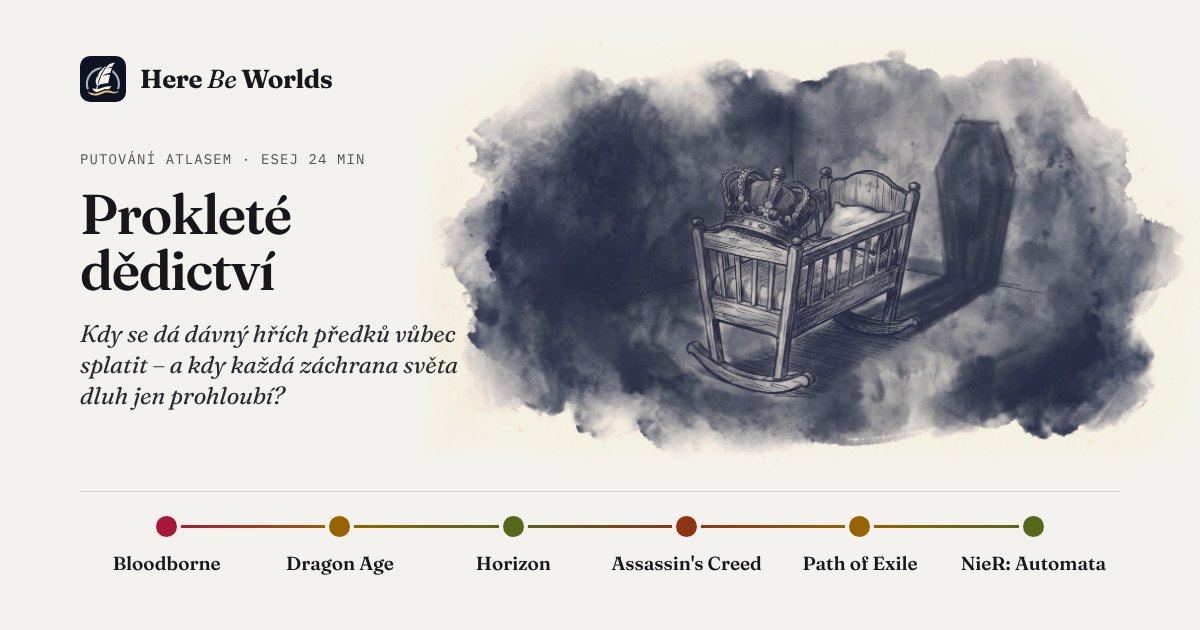 Here Be Worlds
PUTOVÁNÍ ATLASEM · ESEJ 24 MIN
Prokleté
dědictví
Kdy se dá dávný hřích předků vůbec
splatit – a kdy každá záchrana světa
dluh jen prohloubí?
Bloodborne
Dragon Age
Horizon
Assassin's Creed
Path of Exile
NieR: Automata